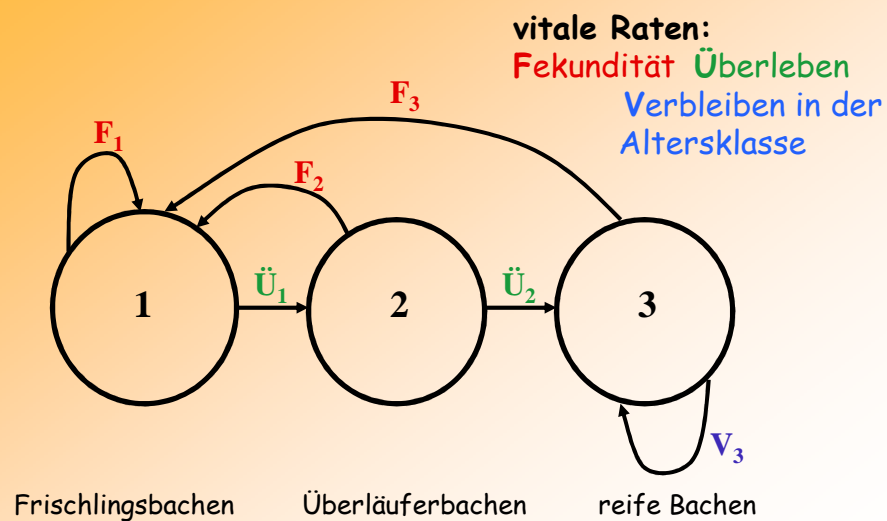 vitale Raten:
Fekundität Überleben
Verbleiben in der
Altersklasse
F₃
F₁
F₂
Ü₁
Ü₂
1
2
3
V₃
Frischlingsbachen
Überläuferbachen
reife Bachen